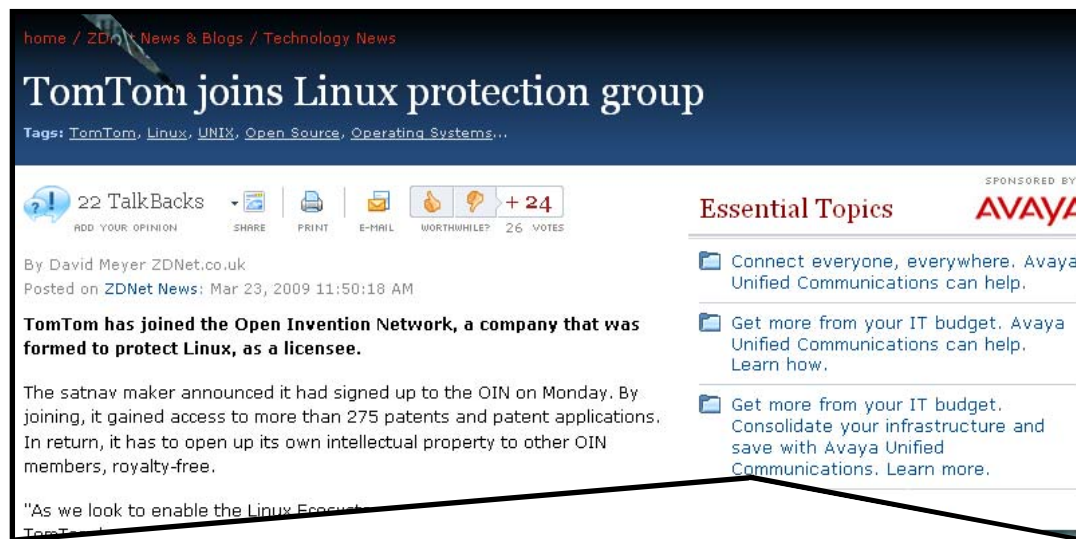 home / ZDNet News & Blogs / Technology News
TomTom joins Linux protection group
Tags: TomTom, Linux, UNIX, Open Source, Operating Systems...
22 TalkBacks
ADD YOUR OPINION
SHARE
PRINT
E-MAIL
WORTHWHILE?
+ 24
26 VOTES
By David Meyer ZDNet.co.uk
Posted on ZDNet News: Mar 23, 2009 11:50:18 AM
TomTom has joined the Open Invention Network, a company that was
formed to protect Linux, as a licensee.
The satnav maker announced it had signed up to the OIN on Monday. By
joining, it gained access to more than 275 patents and patent applications.
In return, it has to open up its own intellectual property to other OIN
members, royalty-free.
"As we look to enable the Linux Ecosystem
TomTom
SPONSORED BY
Essential Topics
AVAYA
Connect everyone, everywhere. Avaya
Unified Communications can help.
Get more from your IT budget. Avaya
Unified Communications can help.
Learn how.
Get more from your IT budget.
Consolidate your infrastructure and
save with Avaya Unified
Communications. Learn more.